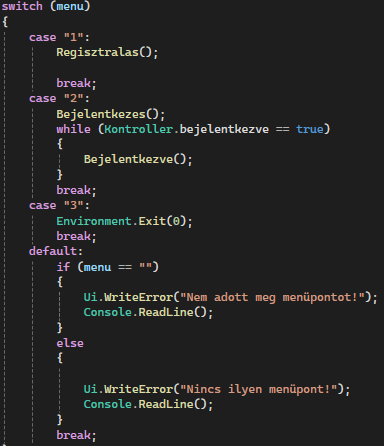 switch (menu)
{
    case "1":
        Regisztralas();

        break;
    case "2":
        Bejelentkezes();
        while (Kontroller.bejelentkezve == true)
        {
            Bejelentkezve();
        }
        break;
    case "3":
        Environment.Exit(0);
        break;
    default:
        if (menu == "")
        {
            Ui.WriteError("Nem adott meg menüpontot!");
            Console.ReadLine();
        }
        else
        {

            Ui.WriteError("Nincs ilyen menüpont!");
            Console.ReadLine();
        }
        break;